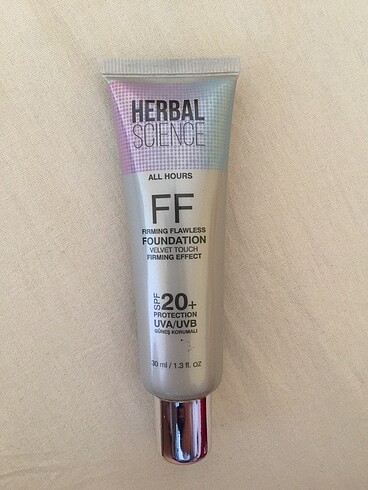 HERBAL
SCIENCE
ALL HOURS
FF
FIRMING FLAWLESS
FOUNDATION
VELVET TOUCH
FIRMING EFFECT
SPF 20+
PROTECTION
UVA/UVB
GÜNEŞ KORUMALI
30 ml / 1.3 fl. oz